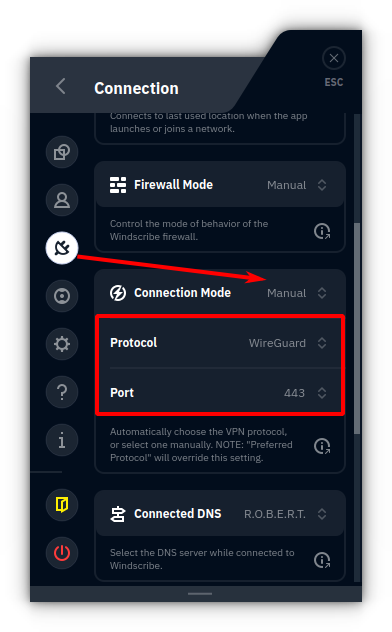 Connection
ESC
Connects to last used location when the app
launches or joins a network.
Firewall Mode
Manual
Control the mode of behavior of the
Windscribe firewall.
Connection Mode
Manual
Protocol
WireGuard
Port
443
Automatically choose the VPN protocol,
or select one manually. NOTE: "Preferred
Protocol" will override this setting.
Connected DNS
R.O.B.E.R.T.
Select the DNS server while connected to
Windscribe.